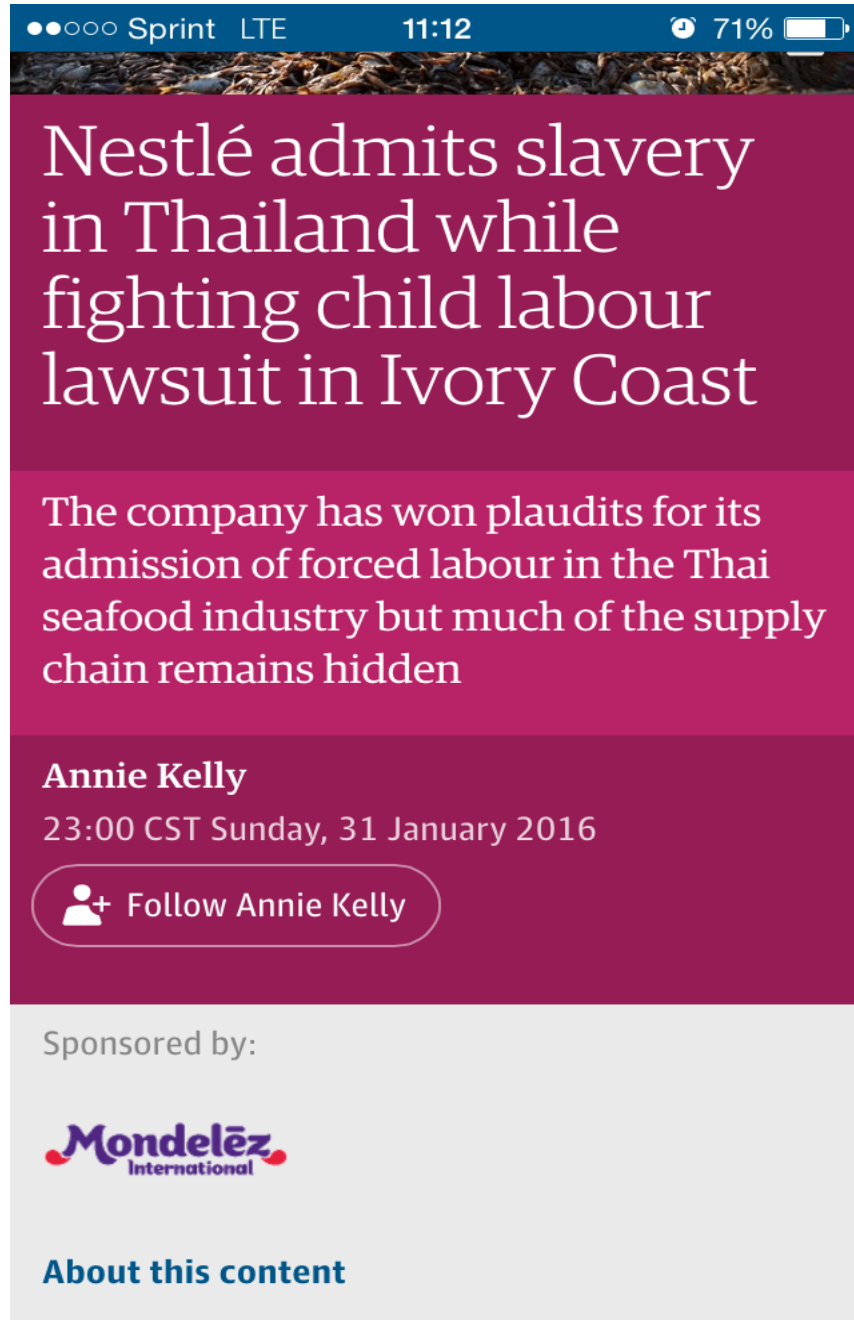 Sprint LTE 11:12 71%
Nestlé admits slavery
in Thailand while
fighting child labour
lawsuit in Ivory Coast
The company has won plaudits for its
admission of forced labour in the Thai
seafood industry but much of the supply
chain remains hidden
Annie Kelly
23:00 CST Sunday, 31 January 2016
Follow Annie Kelly
Sponsored by:
Mondelēz
International
About this content